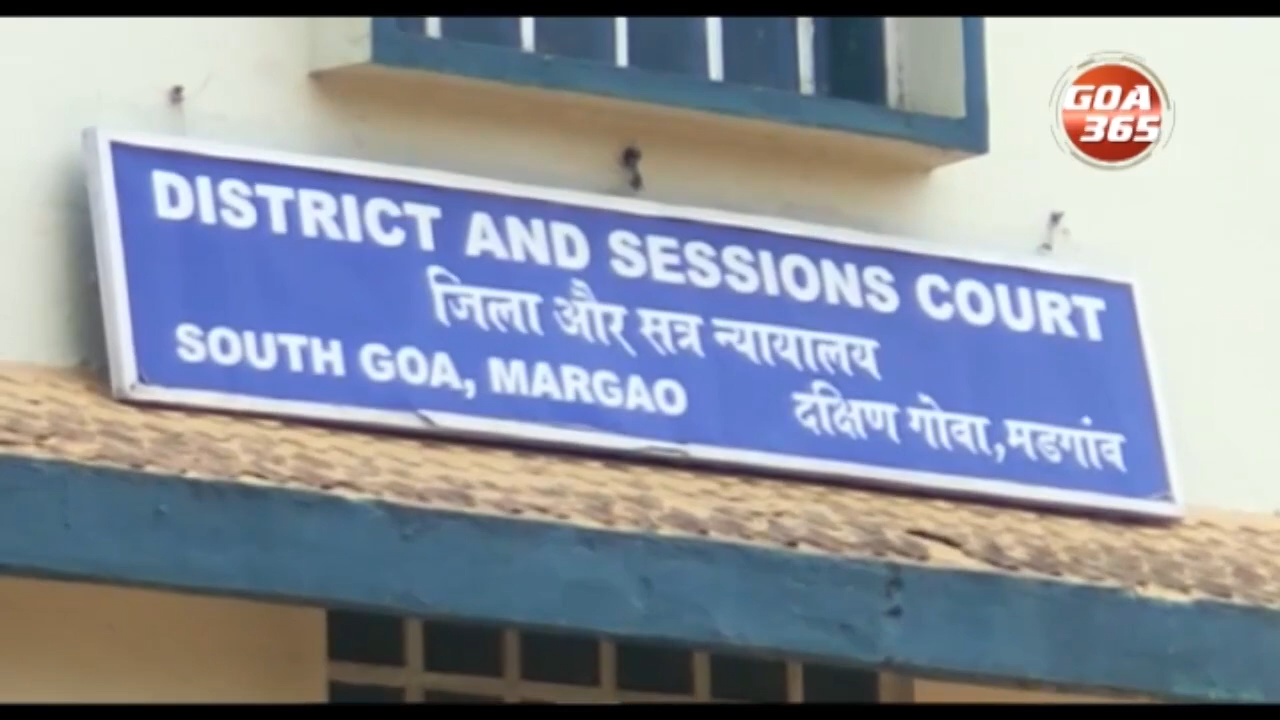 DISTRICT AND SESSIONS COURT
जिला और सत्र न्यायालय
SOUTH GOA, MARGAO
दक्षिण गोवा,मडगांव
GOA
365